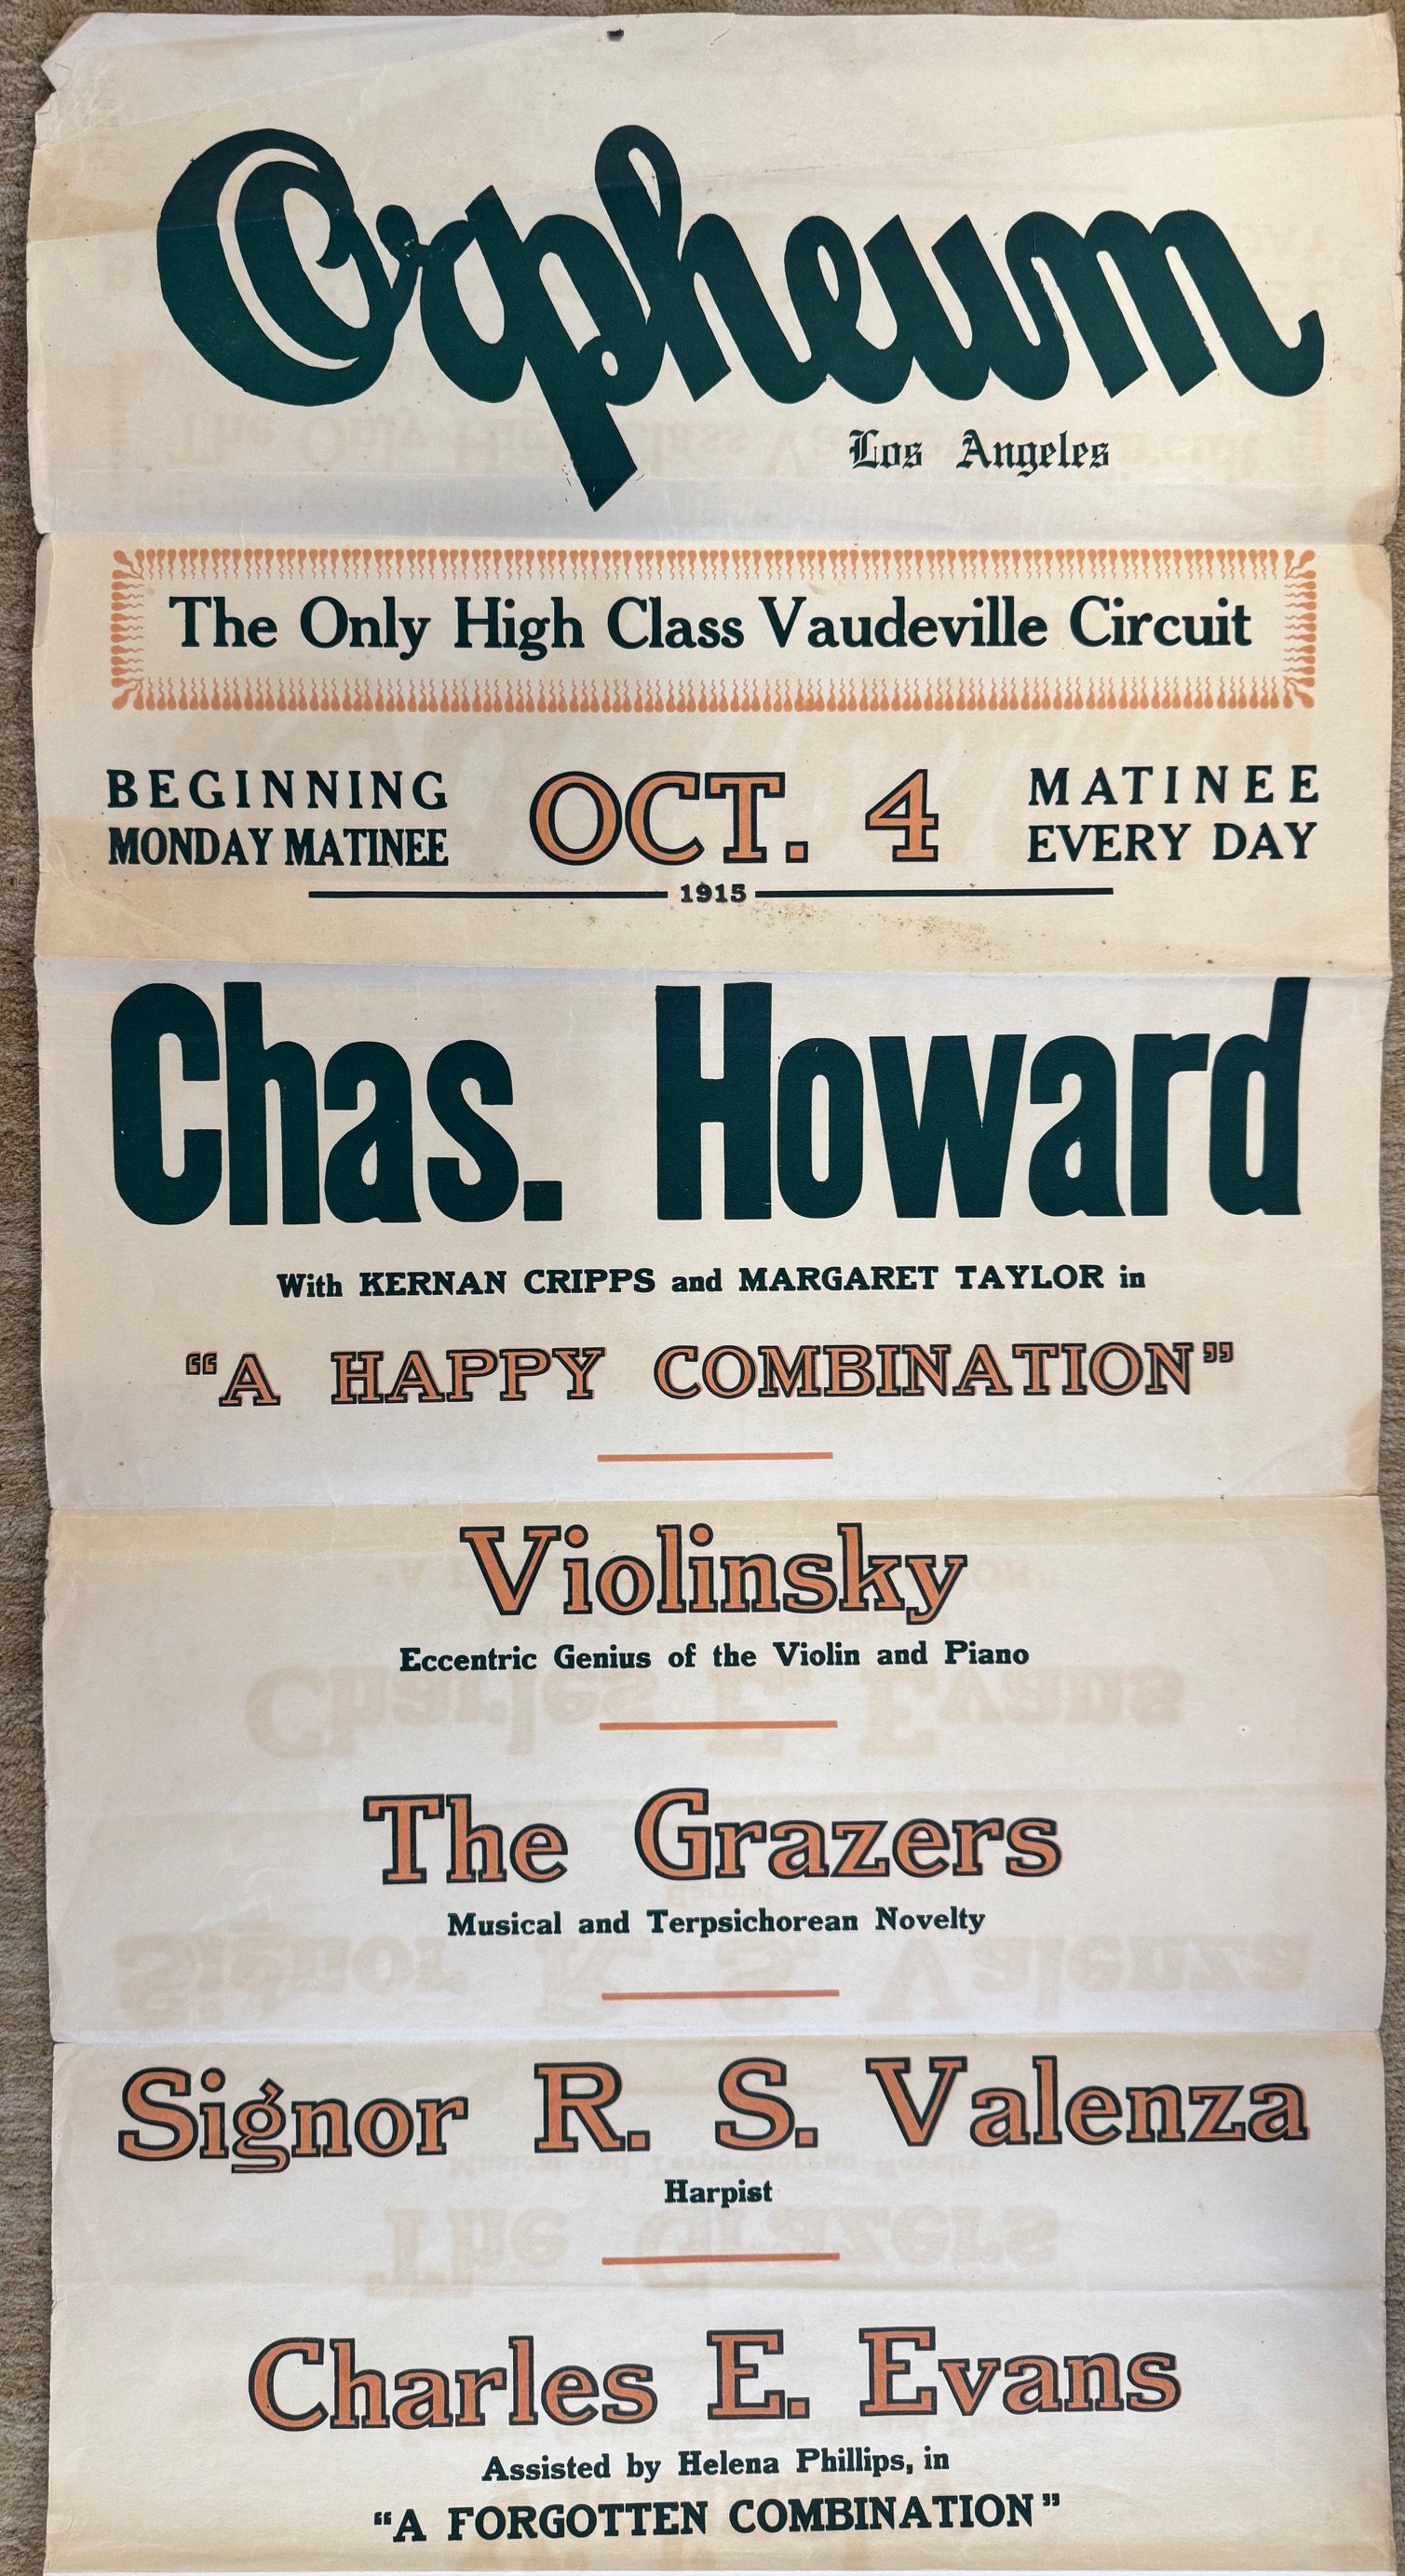 Orpheum
Los Angeles
The Only High Class Vaudeville Circuit
BEGINNING
MONDAY MATINEE
OCT. 4
MATINEE
EVERY DAY
1915
Chas. Howard
With KERNAN CRIPPS and MARGARET TAYLOR in
“A HAPPY COMBINATION”
Violinsky
Eccentric Genius of the Violin and Piano
The Grazers
Musical and Terpsichorean Novelty
Signor R. S. Valenza
Harpist
Charles E. Evans
Assisted by Helena Phillips, in
“A FORGOTTEN COMBINATION”